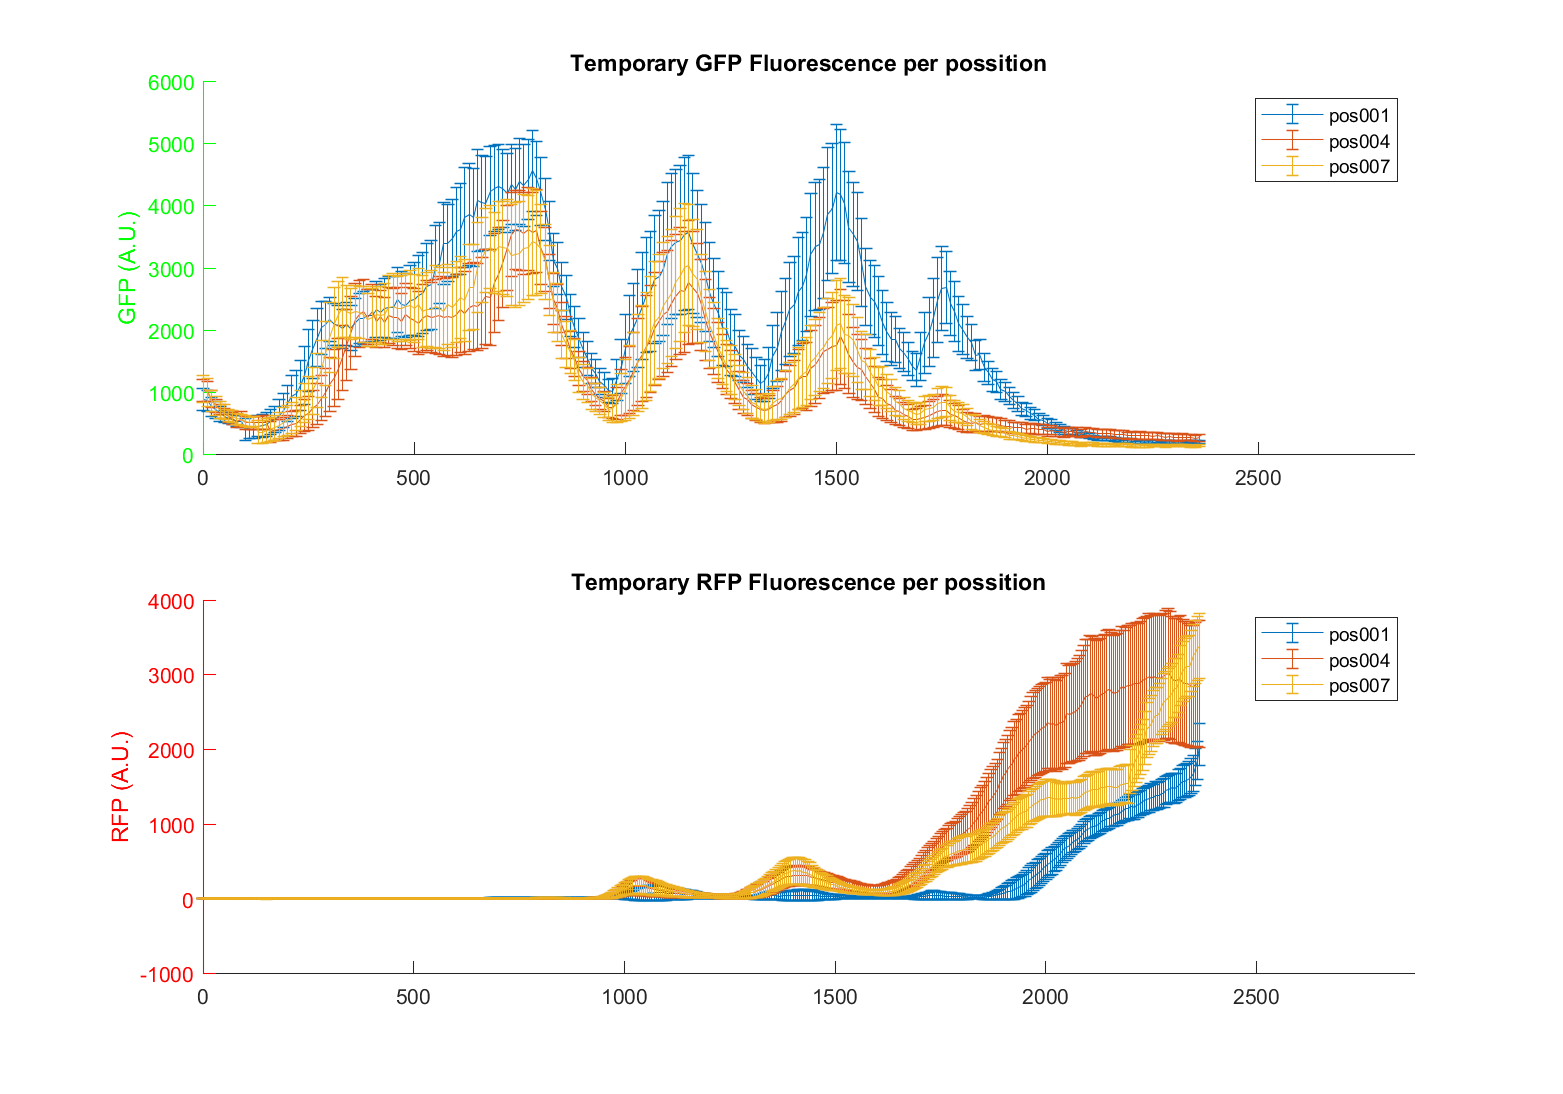 Temporary GFP Fluorescence per possition
6000
5000
4000
3000
2000
1000
0
GFP (A.U.)
0 500 1000 1500 2000 2500
pos001
pos004
pos007
Temporary RFP Fluorescence per possition
4000
3000
2000
1000
0
-1000
RFP (A.U.)
0 500 1000 1500 2000 2500
pos001
pos004
pos007